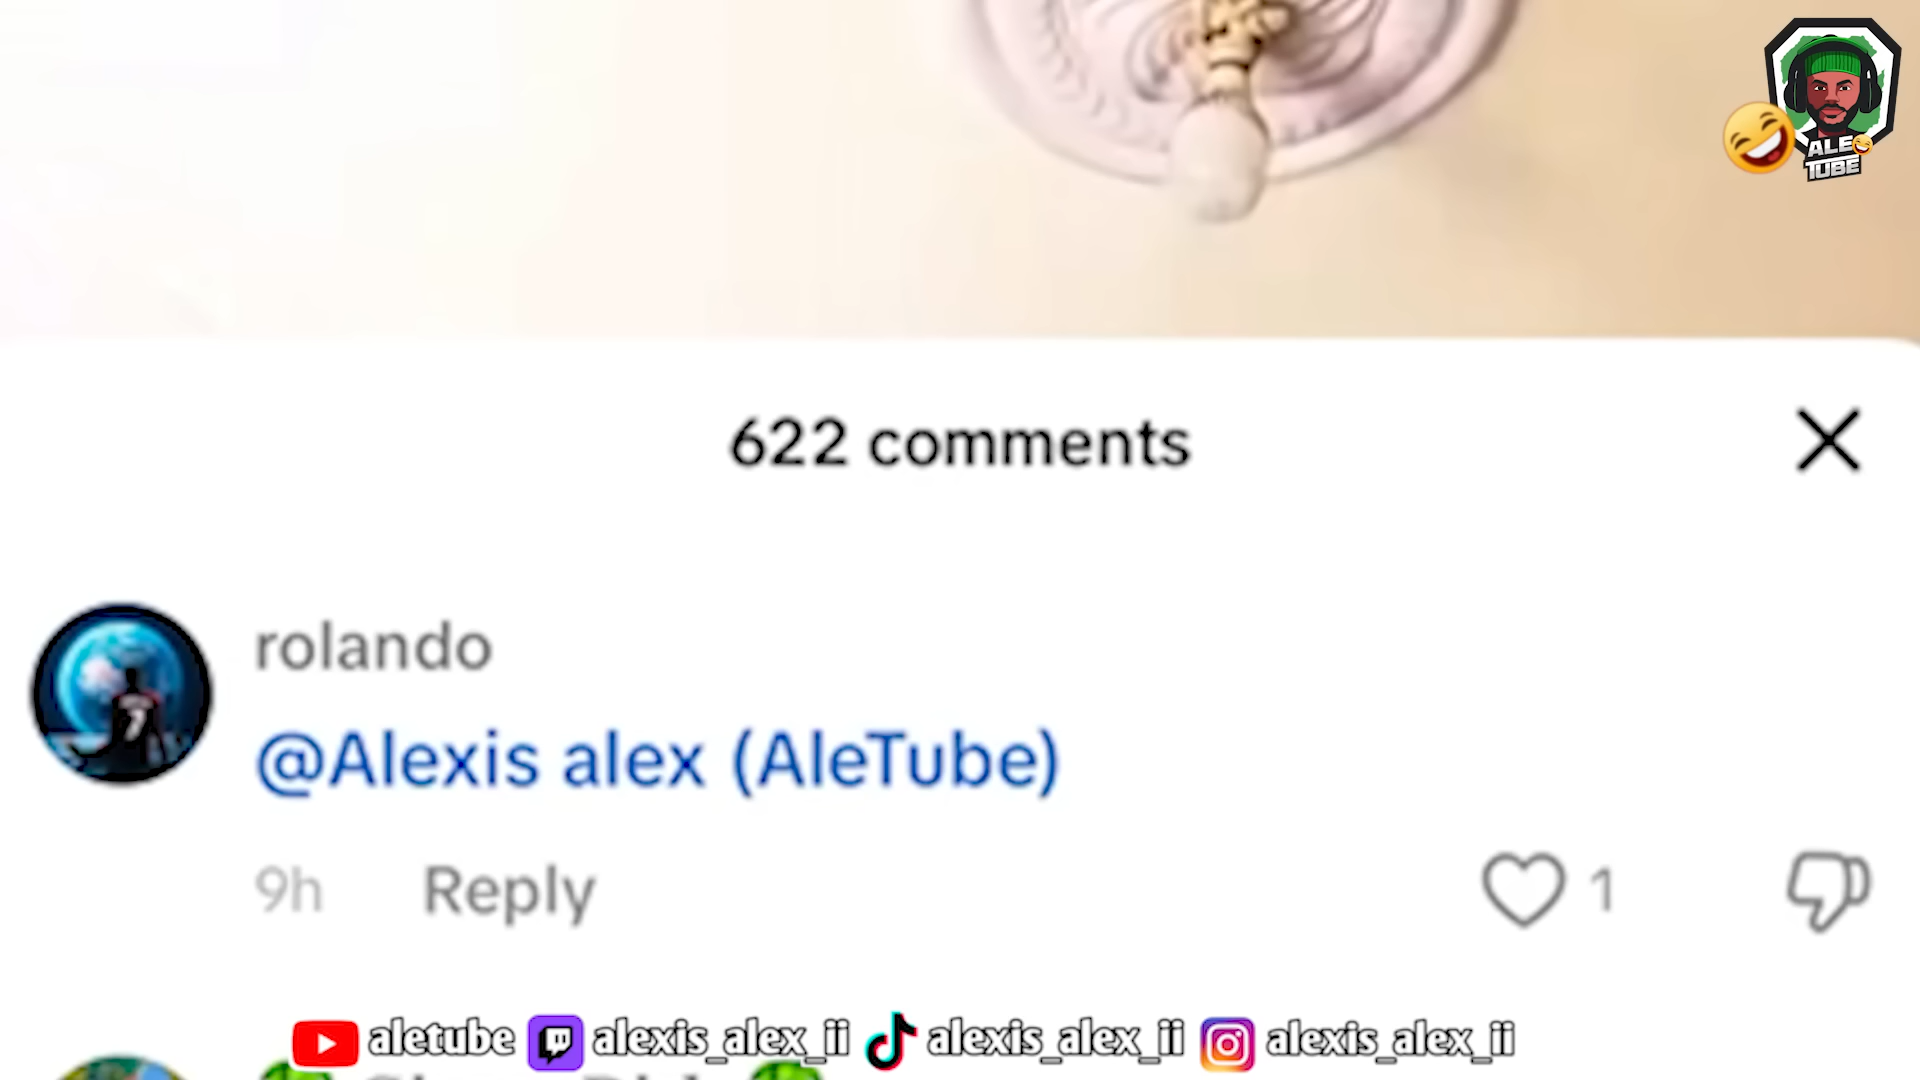 ALE
TUBE
622 comments
rolando
@Alexis alex (AleTube)
9h Reply 1
aletube alexis_alex_ii alexis_alex_ii alexis_alex_ii